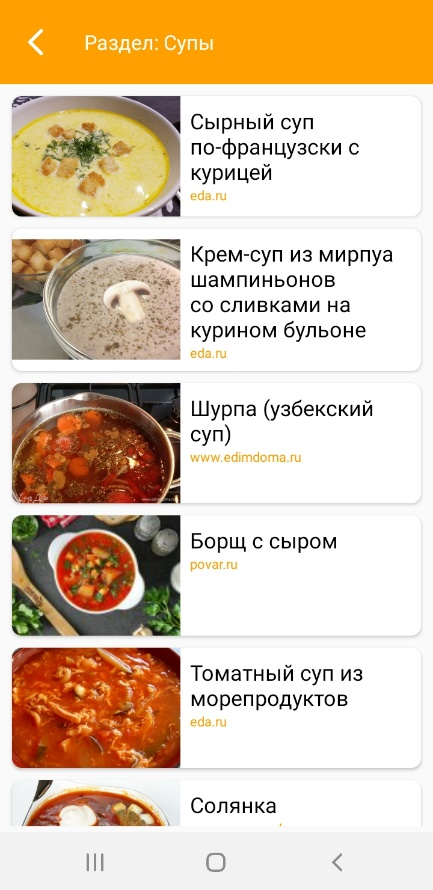 Раздел: Супы
Сырный суп
по-французски с
курицей
eda.ru
Крем-суп из мирпуа
шампиньонов
со сливками на
курином бульоне
eda.ru
Шурпа (узбекский
суп)
www.edimdoma.ru
Борщ с сыром
povar.ru
Томатный суп из
морепродуктов
eda.ru
Солянка